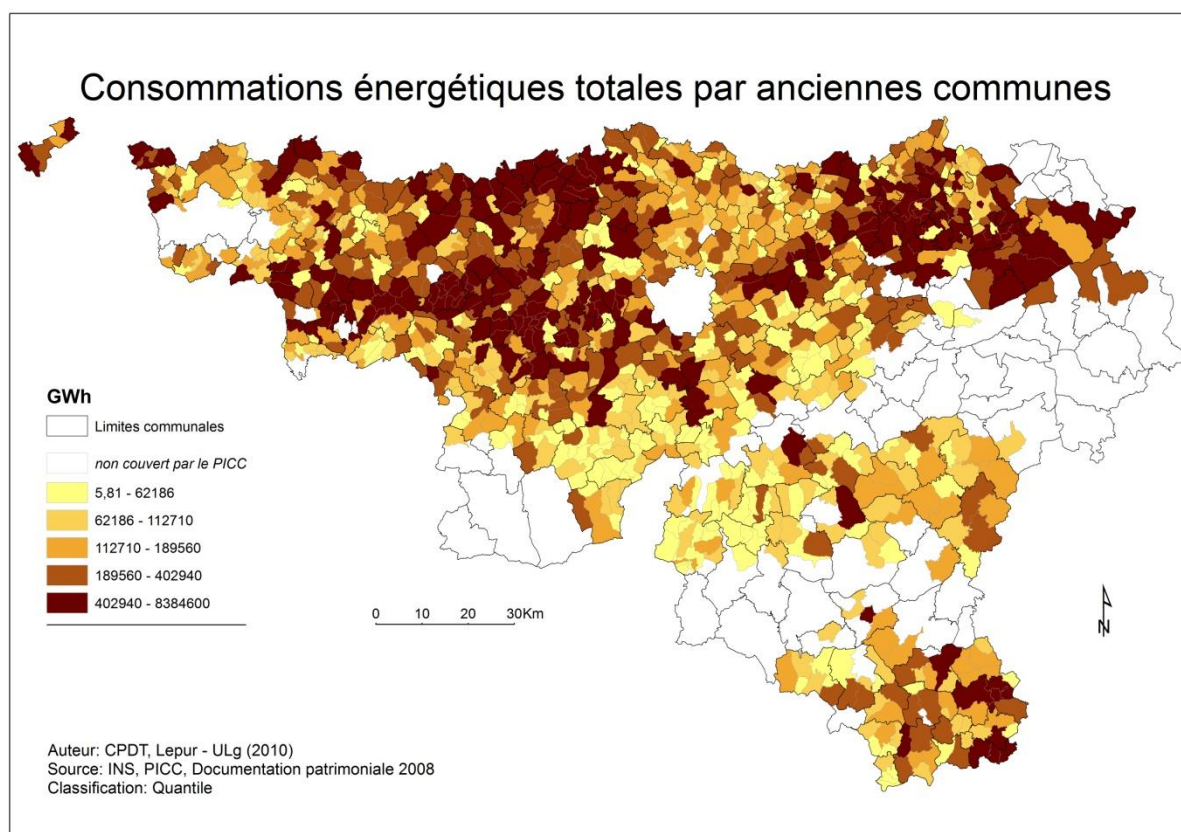 Consommations énergétiques totales par anciennes communes
GWh
Limites communales
non couvert par le PICC
5,81 - 62186
62186 - 112710
112710 - 189560
189560 - 402940
402940 - 8384600
0 10 20 30Km
N
Auteur: CPDT, Lepur - ULg (2010)
Source: INS, PICC, Documentation patrimoniale 2008
Classification: Quantile